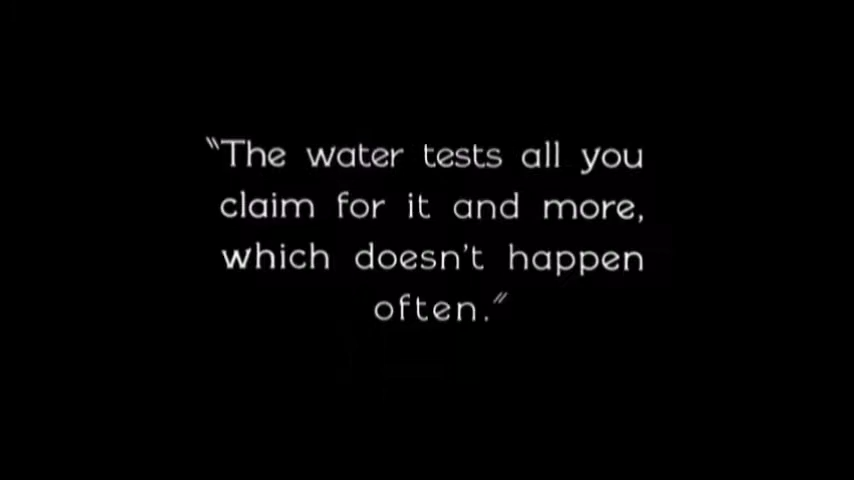 "The water tests all you
claim for it and more,
which doesn't happen
often."